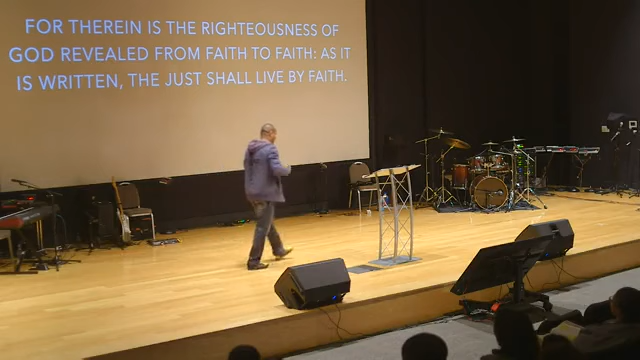 FOR THEREIN IS THE RIGHTEOUSNESS OF
GOD REVEALED FROM FAITH TO FAITH: AS IT
IS WRITTEN, THE JUST SHALL LIVE BY FAITH.